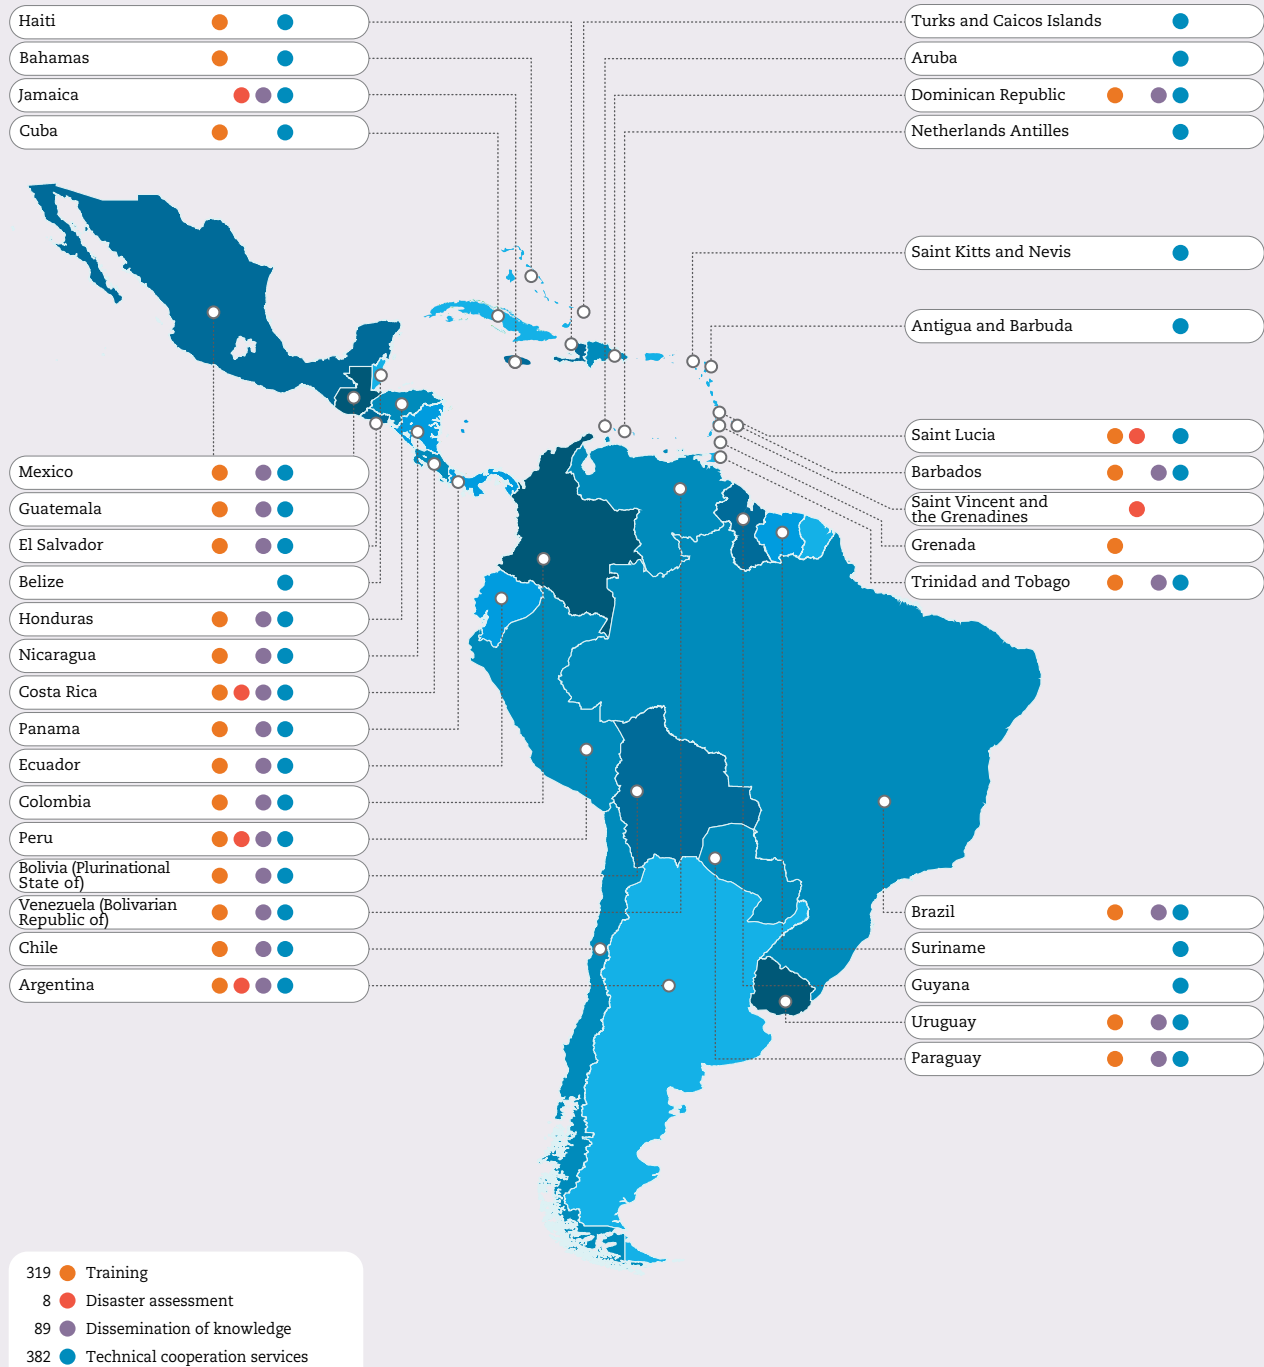 Haiti
Bahamas
Jamaica
Cuba
Turks and Caicos Islands
Aruba
Dominican Republic
Netherlands Antilles
Saint Kitts and Nevis
Antigua and Barbuda
Saint Lucia
Barbados
Saint Vincent and
the Grenadines
Grenada
Trinidad and Tobago
Mexico
Guatemala
El Salvador
Belize
Honduras
Nicaragua
Costa Rica
Panama
Ecuador
Colombia
Peru
Bolivia (Plurinational
State of)
Venezuela (Bolivarian
Republic of)
Chile
Argentina
Brazil
Suriname
Guyana
Uruguay
Paraguay
319 Training
8 Disaster assessment
89 Dissemination of knowledge
382 Technical cooperation services